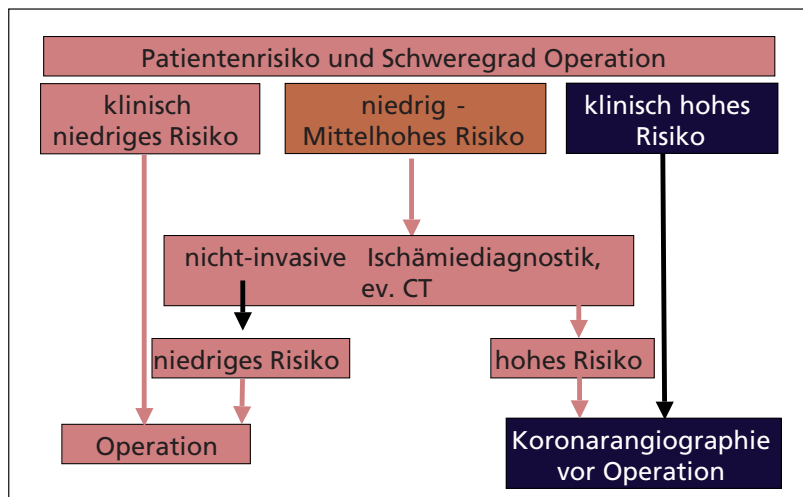 Patientenrisiko und Schweregrad Operation
klinisch
niedriges Risiko
niedrig -
Mittelhohes Risiko
klinisch hohes
Risiko
nicht-invasive Ischämiediagnostik,
ev. CT
niedriges Risiko
hohes Risiko
Operation
Koronarangiographie
vor Operation